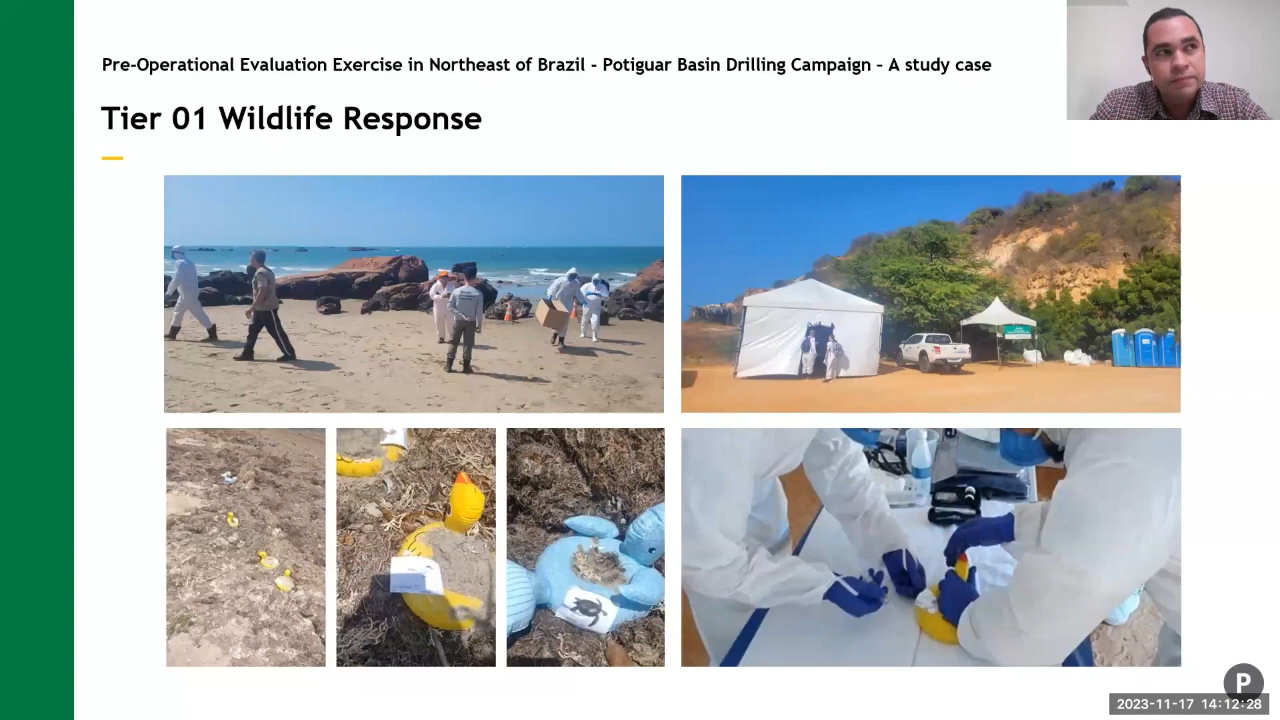 Pre-Operational Evaluation Exercise in Northeast of Brazil - Potiguar Basin Drilling Campaign – A study case
Tier 01 Wildlife Response
P
2023-11-17 14:12:28